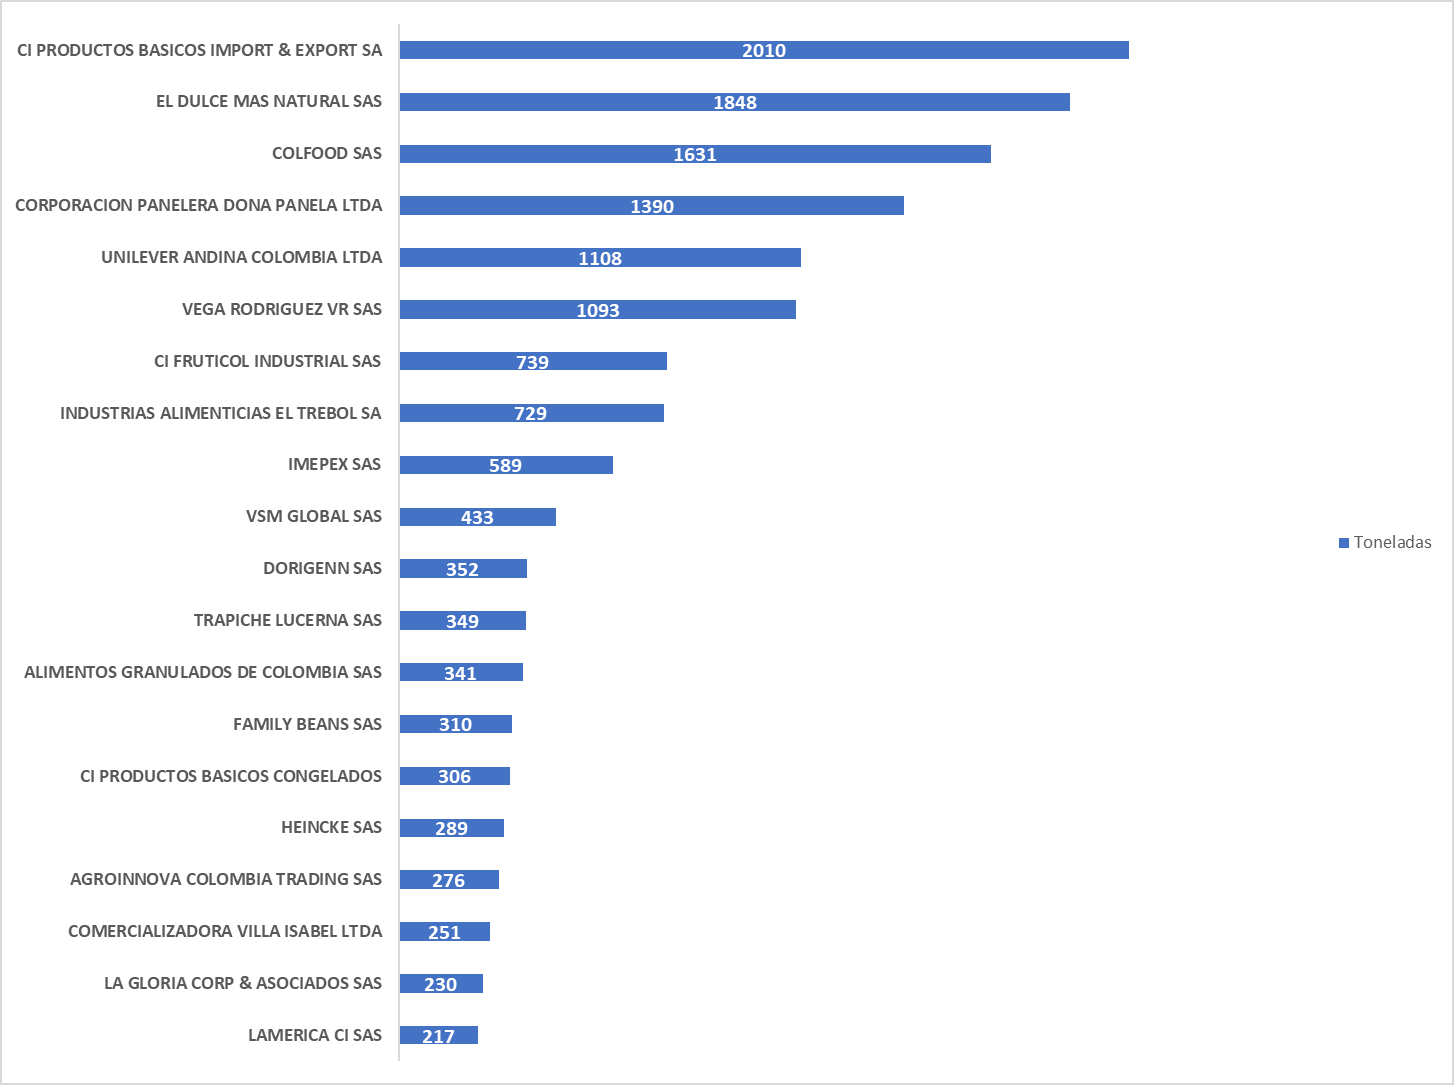 CI PRODUCTOS BASICOS IMPORT & EXPORT SA 2010
EL DULCE MAS NATURAL SAS 1848
COLFOOD SAS 1631
CORPORACION PANELERA DONA PANELA LTDA 1390
UNILEVER ANDINA COLOMBIA LTDA 1108
VEGA RODRIGUEZ VR SAS 1093
CI FRUTICOL INDUSTRIAL SAS 739
INDUSTRIAS ALIMENTICIAS EL TREBOL SA 729
IMEPEX SAS 589
VSM GLOBAL SAS 433
Toneladas
DORIGENN SAS 352
TRAPICHE LUCERNA SAS 349
ALIMENTOS GRANULADOS DE COLOMBIA SAS 341
FAMILY BEANS SAS 310
CI PRODUCTOS BASICOS CONGELADOS 306
HEINCKE SAS 289
AGROINNOVA COLOMBIA TRADING SAS 276
COMERCIALIZADORA VILLA ISABEL LTDA 251
LA GLORIA CORP & ASOCIADOS SAS 230
LAMERICA CI SAS 217